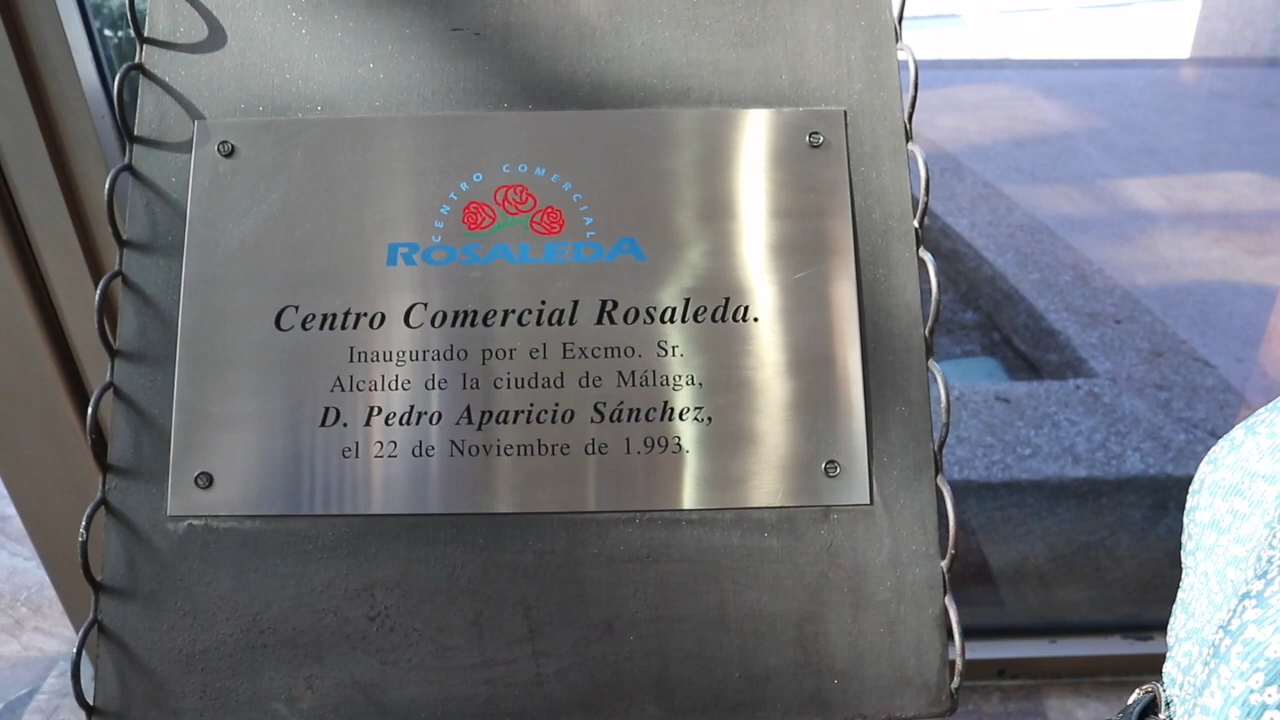 CENTRO COMERCIAL
ROSALEDA
Centro Comercial Rosaleda.
Inaugurado por el Excmo. Sr.
Alcalde de la ciudad de Málaga,
D. Pedro Aparicio Sánchez,
el 22 de Noviembre de 1.993.